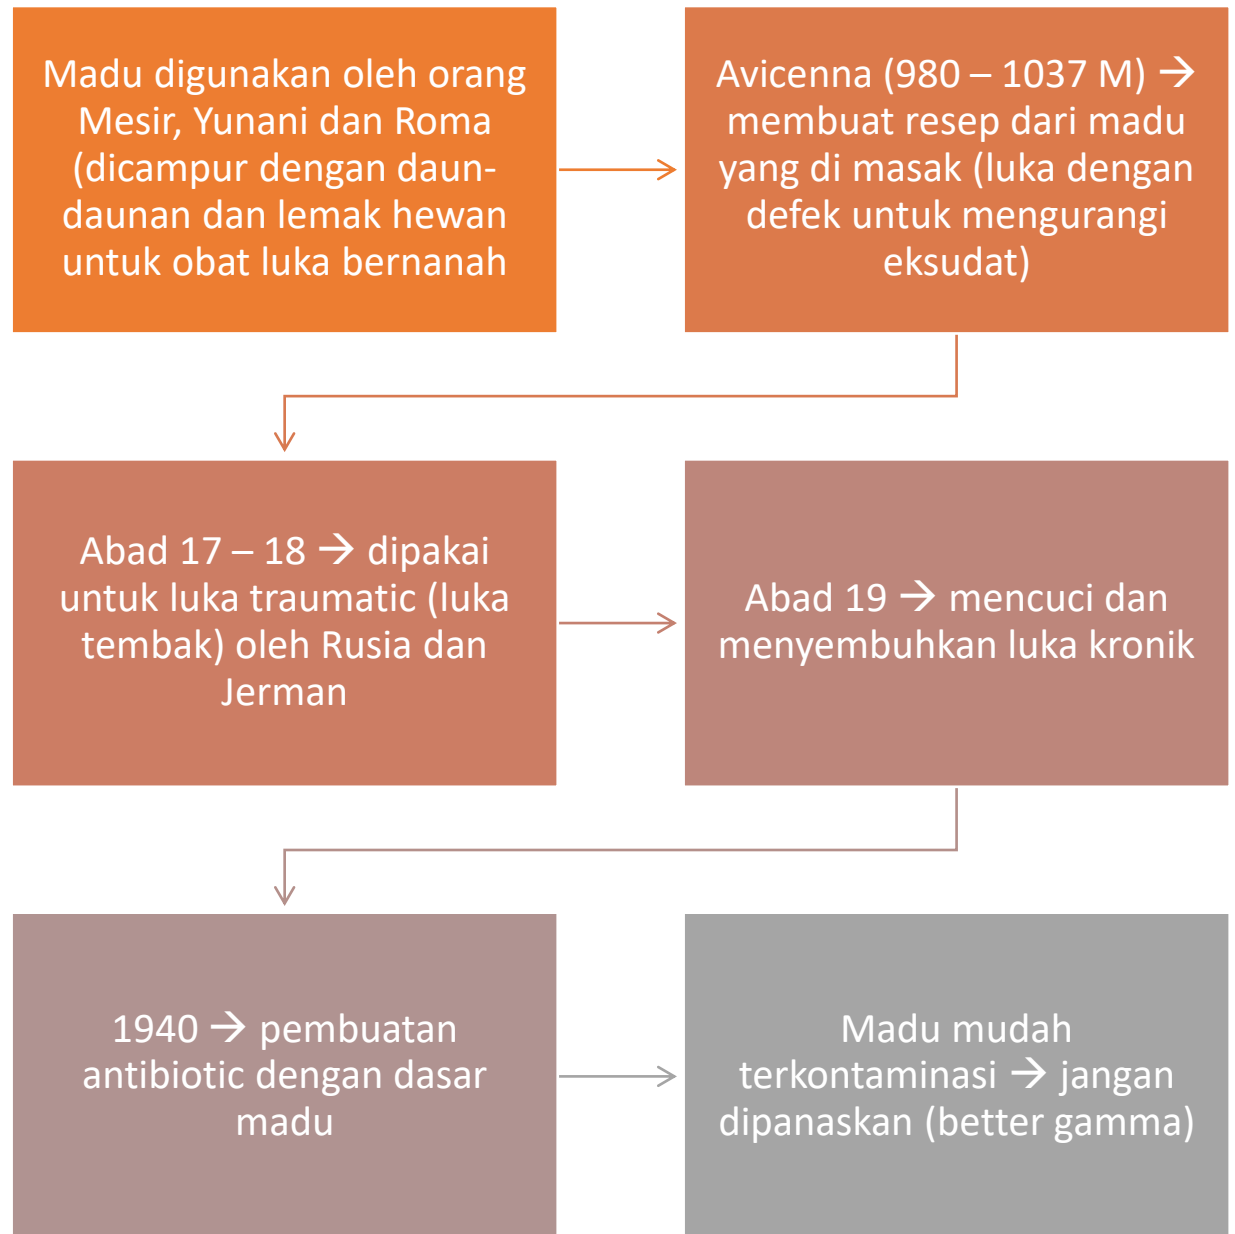 Madu digunakan oleh orang
Mesir, Yunani dan Roma
(dicampur dengan daun-
daunan dan lemak hewan
untuk obat luka bernanah
Avicenna (980 – 1037 M) →
membuat resep dari madu
yang di masak (luka dengan
defek untuk mengurangi
eksudat)
Abad 17 – 18 → dipakai
untuk luka traumatic (luka
tembak) oleh Rusia dan
Jerman
Abad 19 → mencuci dan
menyembuhkan luka kronik
1940 → pembuatan
antibiotic dengan dasar
madu
Madu mudah
terkontaminasi → jangan
dipanaskan (better gamma)